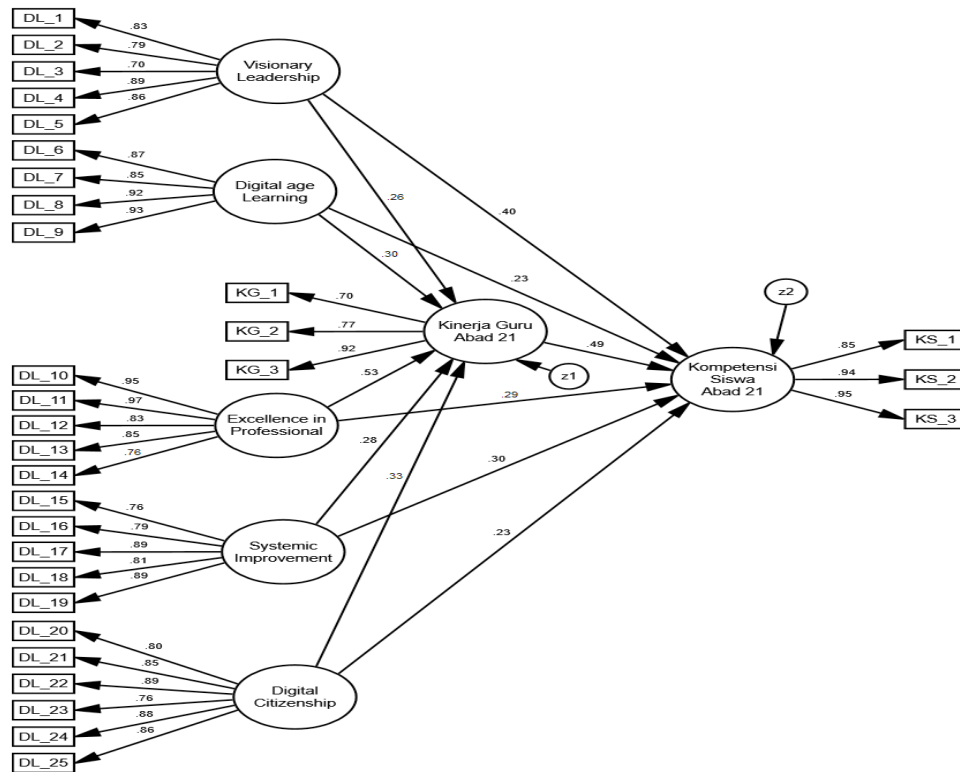 DL_1
DL_2
DL_3
DL_4
DL_5
.83
.79
.70
.89
.86
Visionary
Leadership
DL_6
DL_7
DL_8
DL_9
.87
.85
.92
.93
Digital age
Learning
.26
.40
.30
.23
KG_1
KG_2
KG_3
.70
.77
.92
Kinerja Guru
Abad 21
z1
z2
.49
.53
.29
.28
.30
.33
.23
Kompetensi
Siswa
Abad 21
.85
.94
.95
KS_1
KS_2
KS_3
DL_10
DL_11
DL_12
DL_13
DL_14
.95
.97
.83
.85
.76
Excellence in
Professional
DL_15
DL_16
DL_17
DL_18
DL_19
.76
.79
.89
.81
.89
Systemic
Improvement
DL_20
DL_21
DL_22
DL_23
DL_24
DL_25
.80
.85
.89
.76
.88
.86
Digital
Citizenship